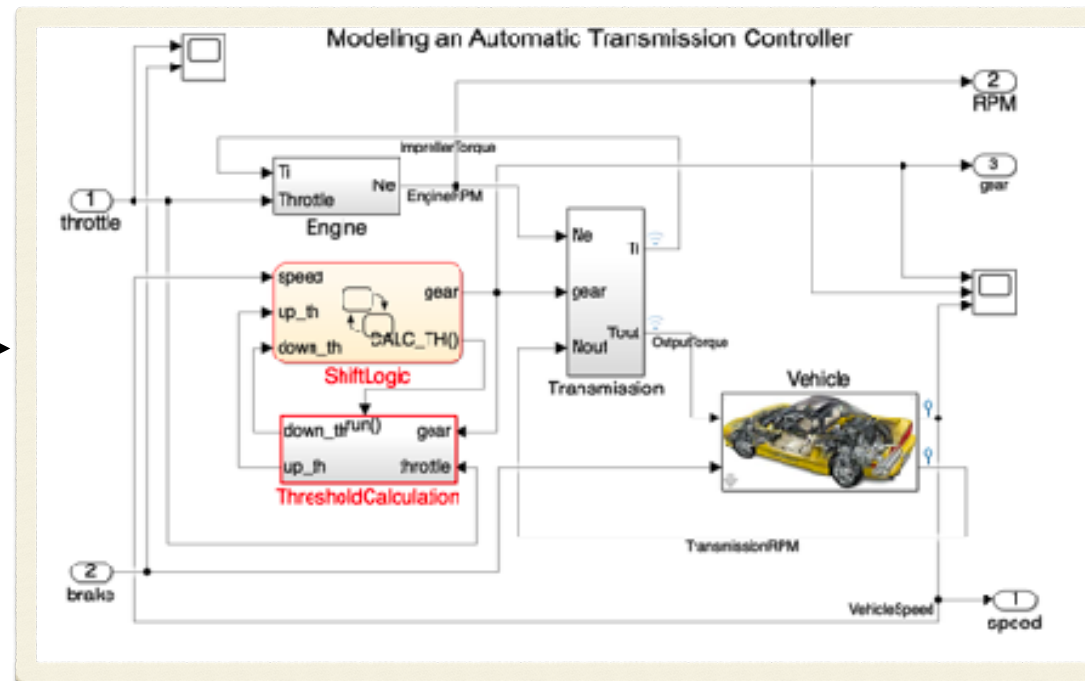 Modeling an Automatic Transmission Controller
2
RPM
ImpellerTorque
Ti
Throttle
Ne
Engine
EngineRPM
3
gear
1
throttle
Ne
gear
Nout
Ti
Tout
Transmission
OutputTorque
speed
up_th
down_th
gear
CALC_TH()
ShiftLogic
Vehicle
down_th
run()
gear
up_th
throttle
ThresholdCalculation
TransmissionRPM
2
brake
VehicleSpeed
1
speed